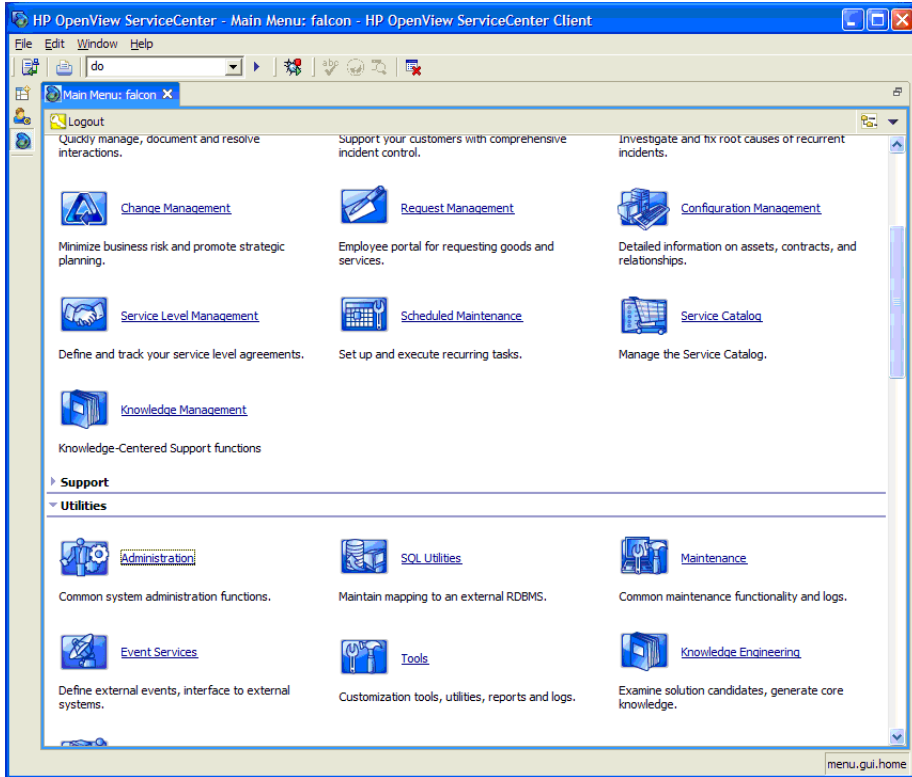 HP OpenView ServiceCenter - Main Menu: falcon - HP OpenView ServiceCenter Client
File Edit Window Help
do
abc
Main Menu: falcon
Logout
Quickly manage, document and resolve
interactions.
Support your customers with comprehensive
incident control.
Investigate and fix root causes of recurrent
incidents.
Change Management
Request Management
Configuration Management
Minimize business risk and promote strategic
planning.
Employee portal for requesting goods and
services.
Detailed information on assets, contracts, and
relationships.
Service Level Management
Scheduled Maintenance
Service Catalog
Define and track your service level agreements.
Set up and execute recurring tasks.
Manage the Service Catalog.
Knowledge Management
Knowledge-Centered Support functions
Support
Utilities
Administration
SQL Utilities
Maintenance
Common system administration functions.
Maintain mapping to an external RDBMS.
Common maintenance functionality and logs.
Event Services
Tools
Knowledge Engineering
Define external events, interface to external
systems.
Customization tools, utilities, reports and logs.
Examine solution candidates, generate core
knowledge.
menu.gui.home